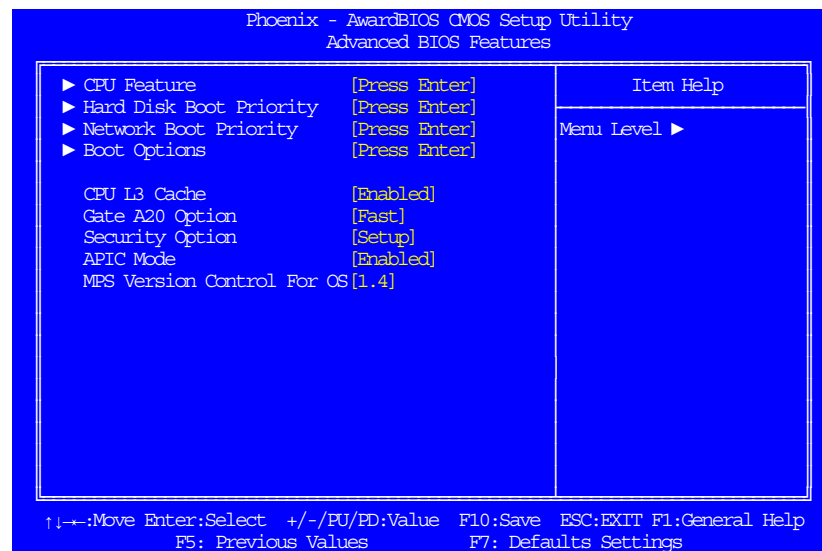 Phoenix - AwardBIOS CMOS Setup Utility
Advanced BIOS Features
► CPU Feature [Press Enter] Item Help
► Hard Disk Boot Priority [Press Enter]
► Network Boot Priority [Press Enter] Menu Level ►
► Boot Options [Press Enter]
CPU L3 Cache [Enabled]
Gate A20 Option [Fast]
Security Option [Setup]
APIC Mode [Enabled]
MPS Version Control For OS[1.4]
↑↓→←:Move Enter:Select +/-/PU/PD:Value F10:Save ESC:EXIT F1:General Help
F5: Previous Values F7: Defaults Settings